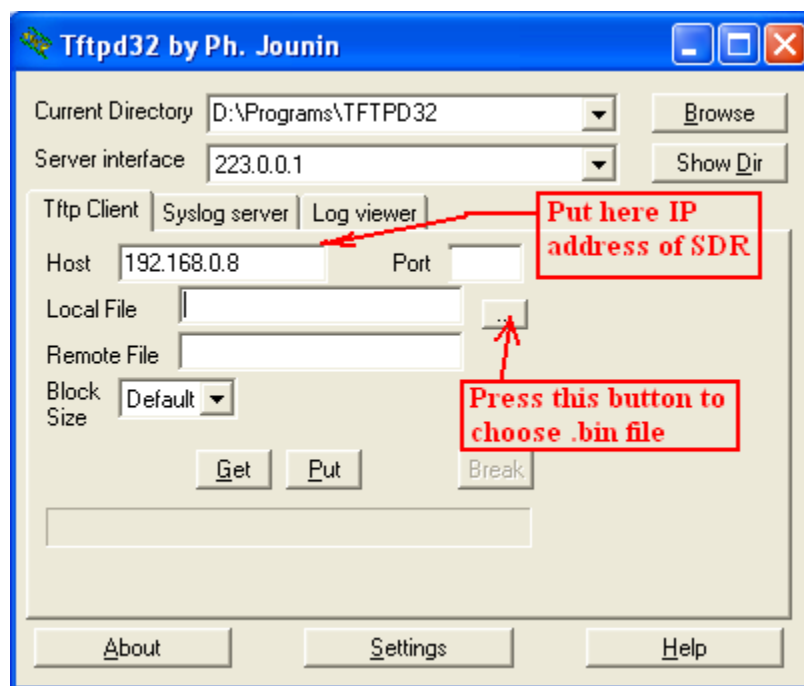 Tftpd32 by Ph. Jounin
Current Directory D:\Programs\TFTPD32 Browse
Server interface 223.0.0.1 Show Dir
Tftp Client Syslog server Log viewer
Put here IP
address of SDR
Host 192.168.0.8 Port
Local File ...
Remote File
Block
Size Default
Press this button to
choose .bin file
Get Put Break
About Settings Help